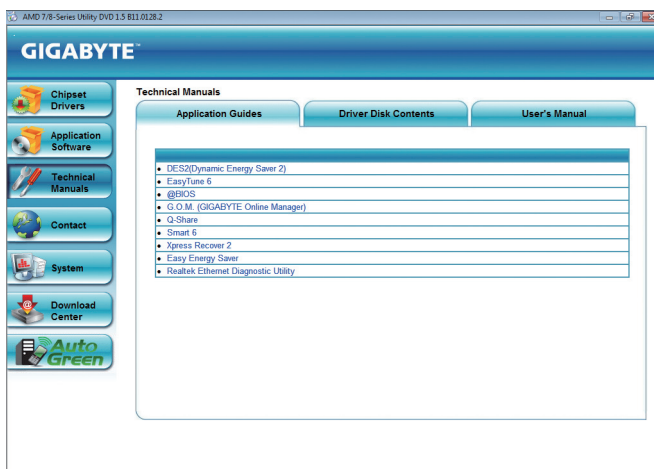 AMD 7/8-Series Utility DVD 1.5 B11.0128.2
GIGABYTE™
Chipset
Drivers
Application
Software
Technical
Manuals
Contact
System
Download
Center
Auto
Green
Technical Manuals
Application Guides
Driver Disk Contents
User's Manual
• DES2(Dynamic Energy Saver 2)
• EasyTune 6
• @BIOS
• G.O.M. (GIGABYTE Online Manager)
• Q-Share
• Smart 6
• Xpress Recover 2
• Easy Energy Saver
• Realtek Ethernet Diagnostic Utility